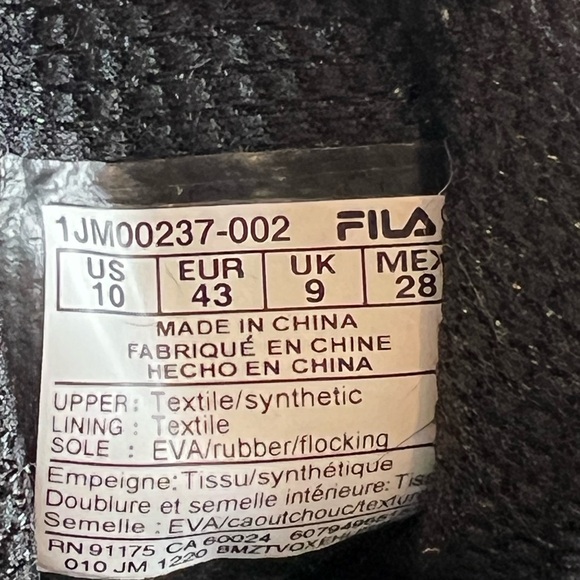 1JM00237-002 FILA
US EUR UK MEX
10 43 9 28
MADE IN CHINA
FABRIQUÉ EN CHINE
HECHO EN CHINA
UPPER : Textile/synthetic
LINING : Textile
SOLE : EVA/rubber/flocking
Empeigne: Tissu/synthétique
Doublure et semelle intérieure:
Semelle : EVA/caoutchouc/texture
RN 91175 CA 60024
010 JM 1220